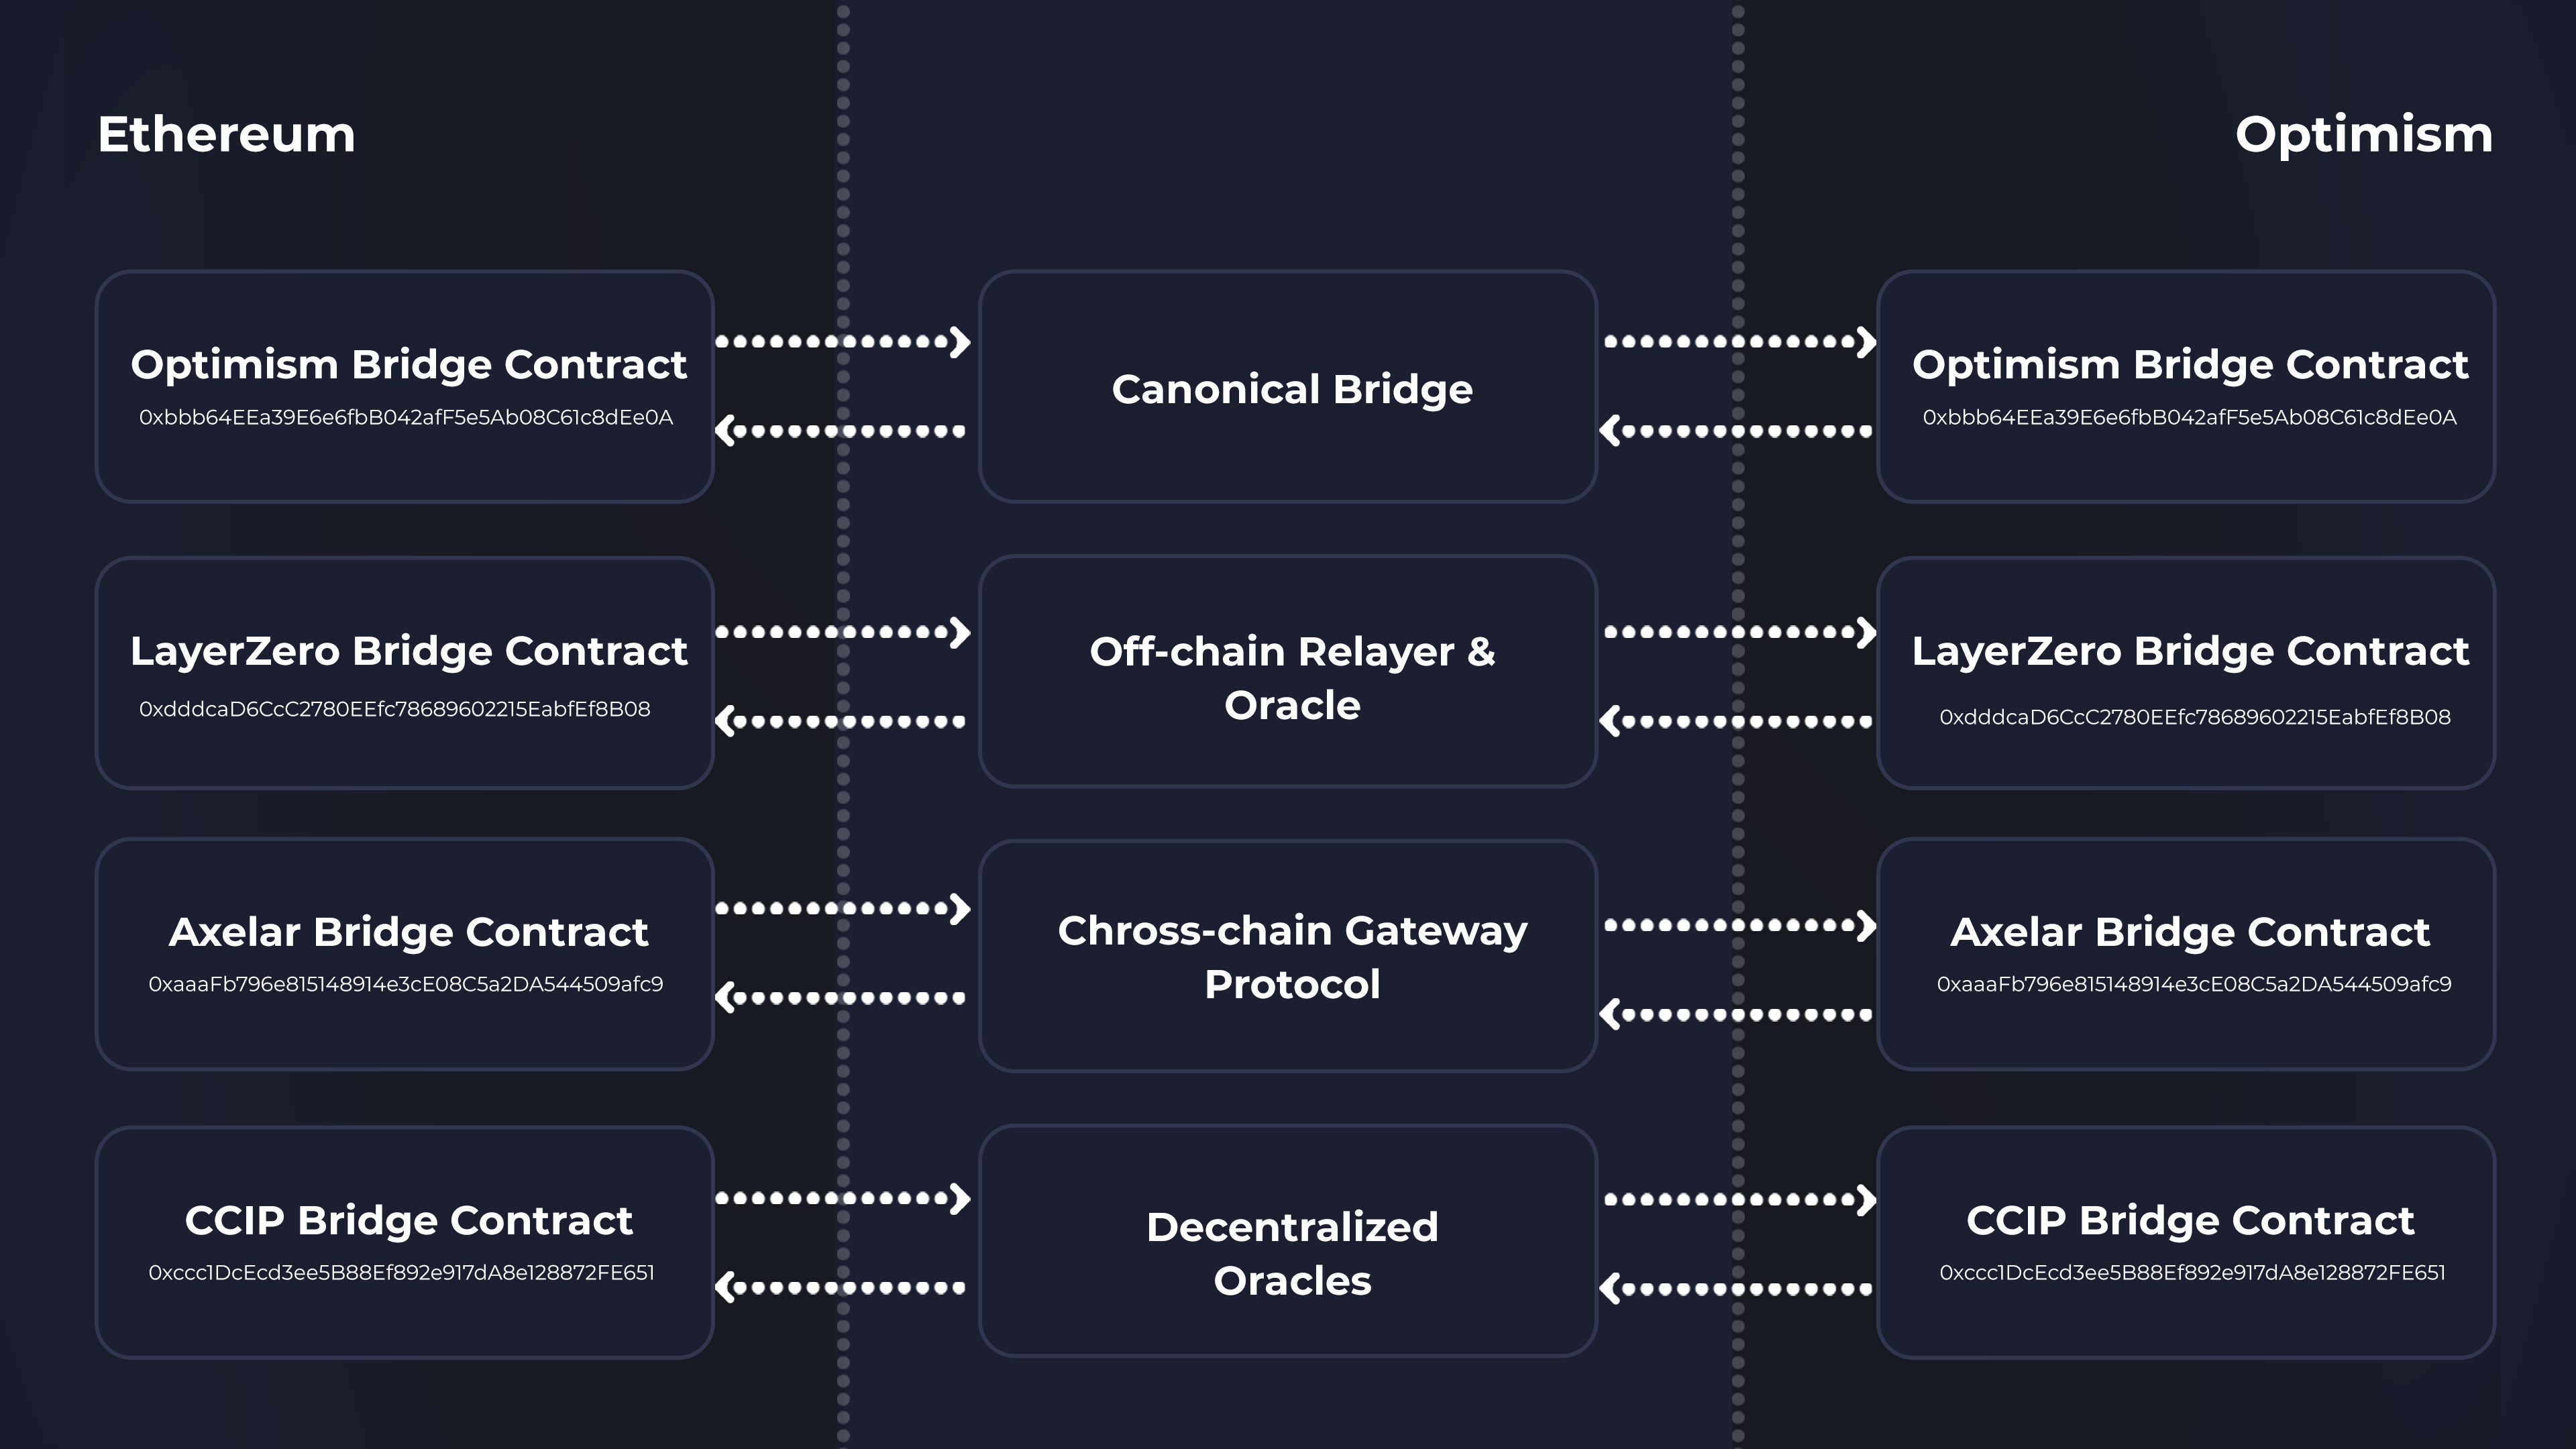 Ethereum
Optimism
Optimism Bridge Contract
0xbbb64EEa39E6e6fbB042afF5e5Ab08C61c8dEe0A
Canonical Bridge
Optimism Bridge Contract
0xbbb64EEa39E6e6fbB042afF5e5Ab08C61c8dEe0A
LayerZero Bridge Contract
0xdddcaD6CcC2780EEfc78689602215EabfEf8B08
Off-chain Relayer &
Oracle
LayerZero Bridge Contract
0xdddcaD6CcC2780EEfc78689602215EabfEf8B08
Axelar Bridge Contract
0xaaaFb796e815148914e3cE08C5a2DA544509afc9
Chross-chain Gateway
Protocol
Axelar Bridge Contract
0xaaaFb796e815148914e3cE08C5a2DA544509afc9
CCIP Bridge Contract
0xccc1DcEcd3ee5B88Ef892e917dA8e128872FE651
Decentralized
Oracles
CCIP Bridge Contract
0xccc1DcEcd3ee5B88Ef892e917dA8e128872FE651